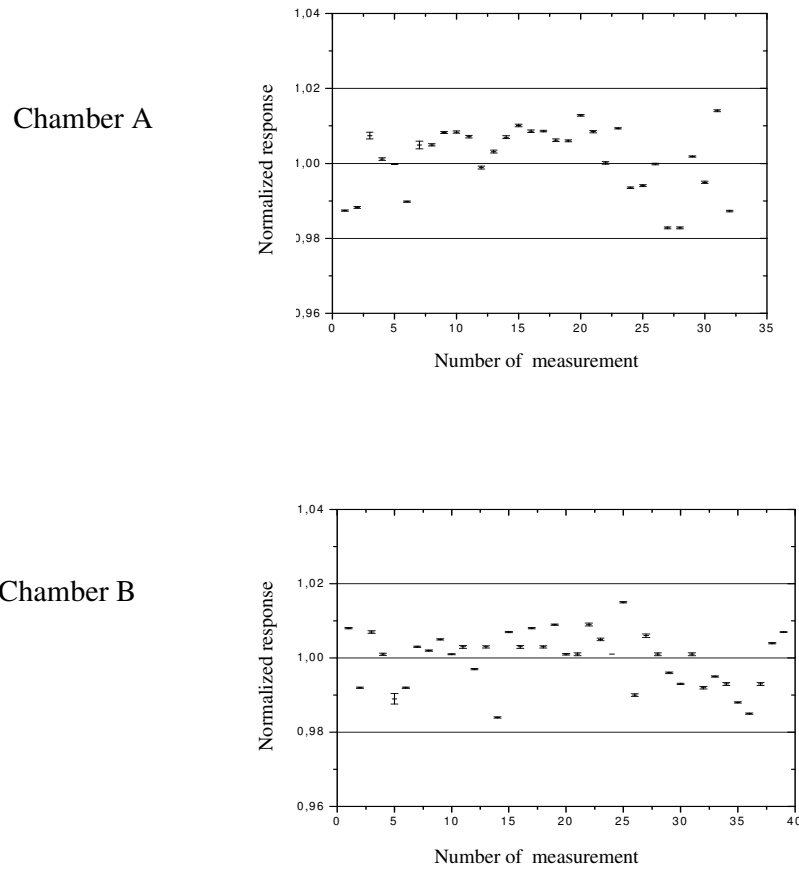 Chamber A
Normalized response
1,04
1,02
1,00
0,98
0,96
0 5 10 15 20 25 30 35
Number of measurement
Chamber B
Normalized response
1,04
1,02
1,00
0,98
0,96
0 5 10 15 20 25 30 35 40
Number of measurement